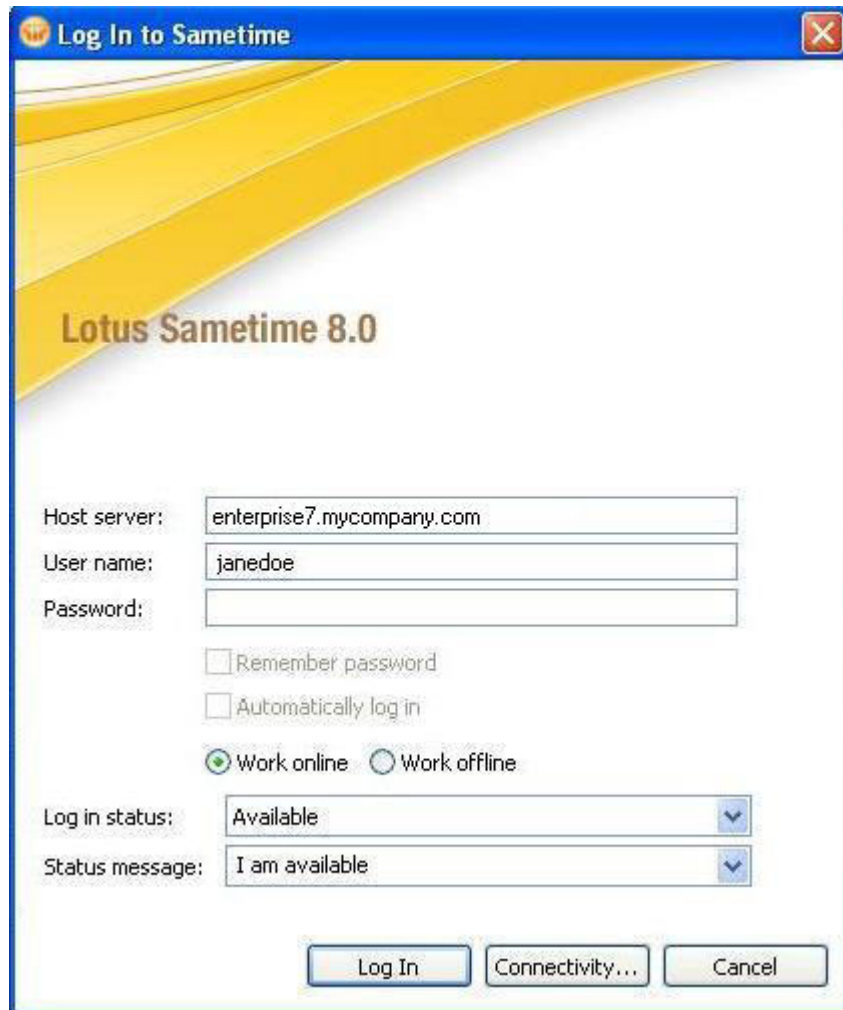 Log In to Sametime
Lotus Sametime 8.0
Host server: enterprise7.mycompany.com
User name: janedoe
Password:
Remember password
Automatically log in
Work online Work offline
Log in status: Available
Status message: I am available
Log In Connectivity... Cancel